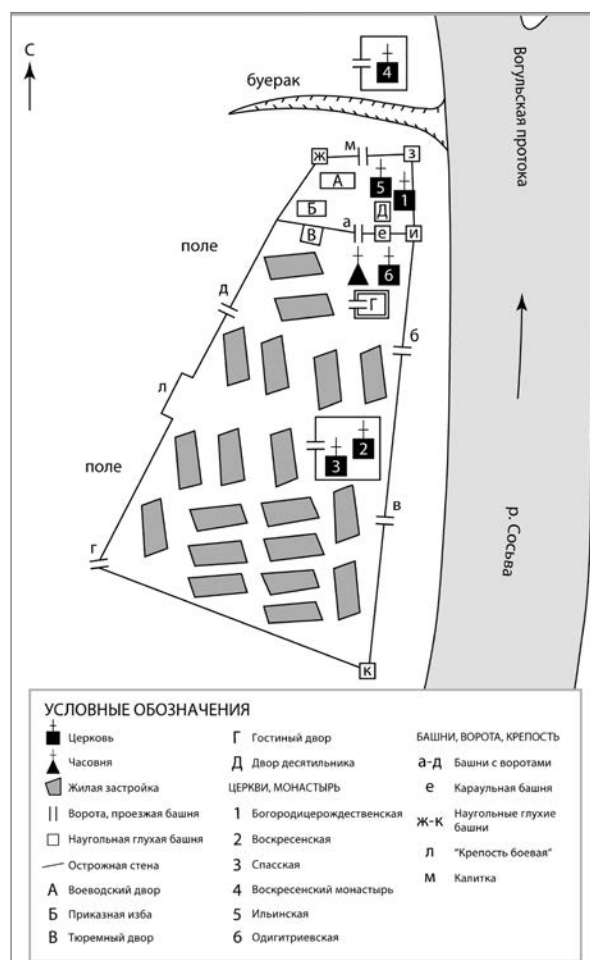 С
4
буерак
Вогульская протока
м
ж
з
А
5
1
Б
Д
а
В
е
и
поле
6
д
Г
б
л
2
3
поле
в
г
р. Сосьва
к
УСЛОВНЫЕ ОБОЗНАЧЕНИЯ
Церковь
Часовня
Жилая застройка
Ворота, проезжая башня
Наугольная глухая башня
Острожная стена
А Воеводский двор
Б Приказная изба
В Тюремный двор
Г Гостиный двор
Д Двор десятильника
ЦЕРКВИ, МОНАСТЫРЬ
1 Богородицерождественская
2 Воскресенская
3 Спасская
4 Воскресенский монастырь
5 Ильинская
6 Одигитриевская
БАШНИ, ВОРОТА, КРЕПОСТЬ
а-д Башни с воротами
е Караульная башня
ж-к Наугольные глухие
башни
л "Крепость боевая"
м Калитка